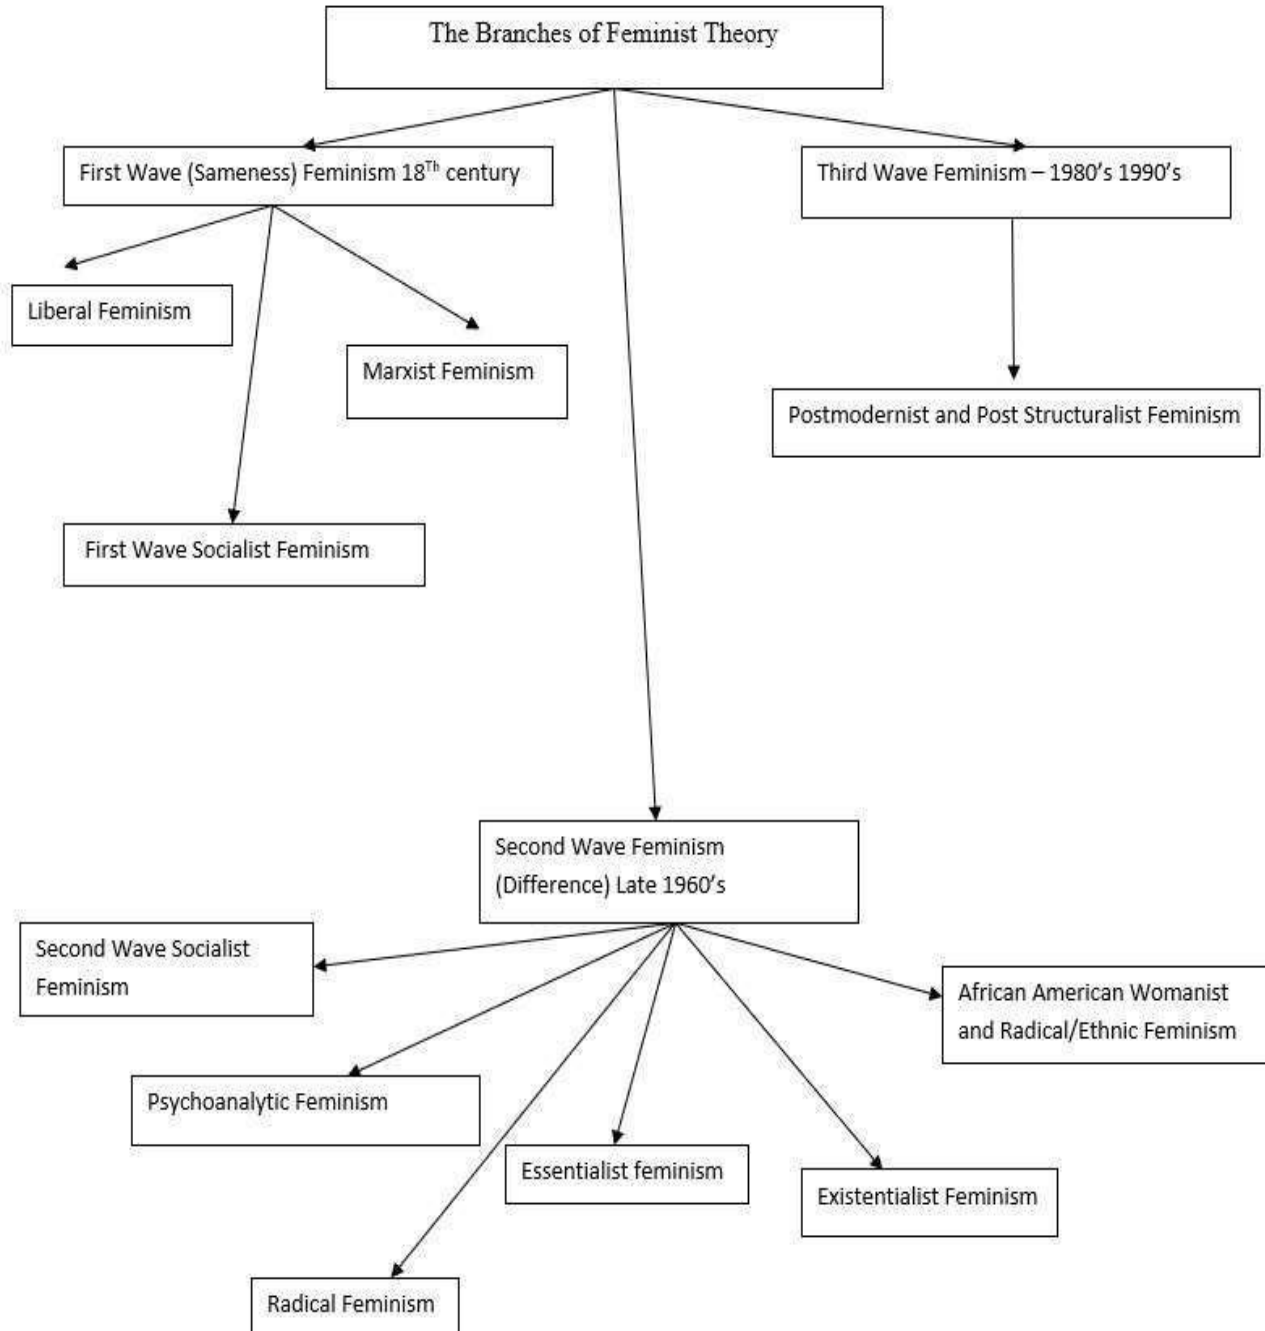 The Branches of Feminist Theory
First Wave (Sameness) Feminism 18Th century
Third Wave Feminism – 1980's 1990's
Liberal Feminism
Marxist Feminism
Postmodernist and Post Structuralist Feminism
First Wave Socialist Feminism
Second Wave Feminism
(Difference) Late 1960's
Second Wave Socialist
Feminism
African American Womanist
and Radical/Ethnic Feminism
Psychoanalytic Feminism
Essentialist feminism
Existentialist Feminism
Radical Feminism